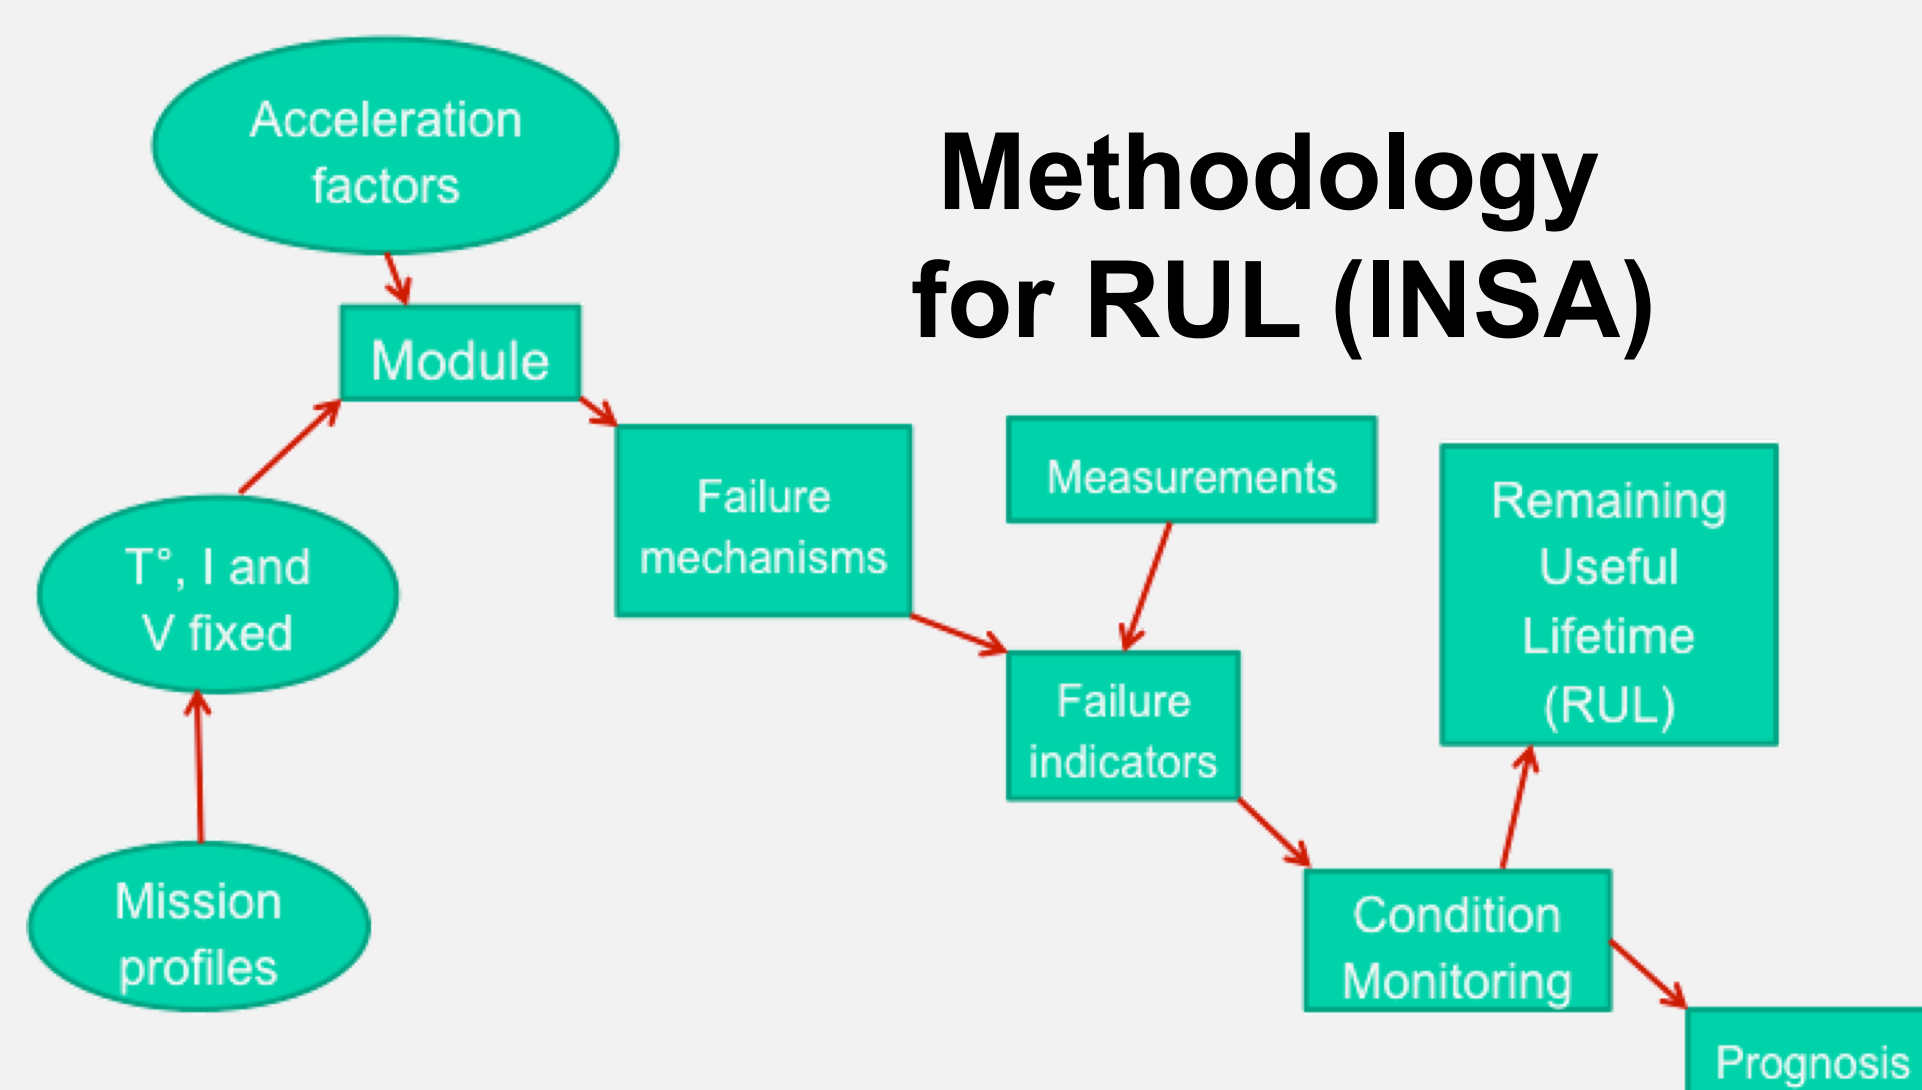 Acceleration
factors
Methodology
for RUL (INSA)
Module
Failure
mechanisms
Measurements
Remaining
Useful
Lifetime
(RUL)
T°, I and
V fixed
Failure
indicators
Mission
profiles
Condition
Monitoring
Prognosis